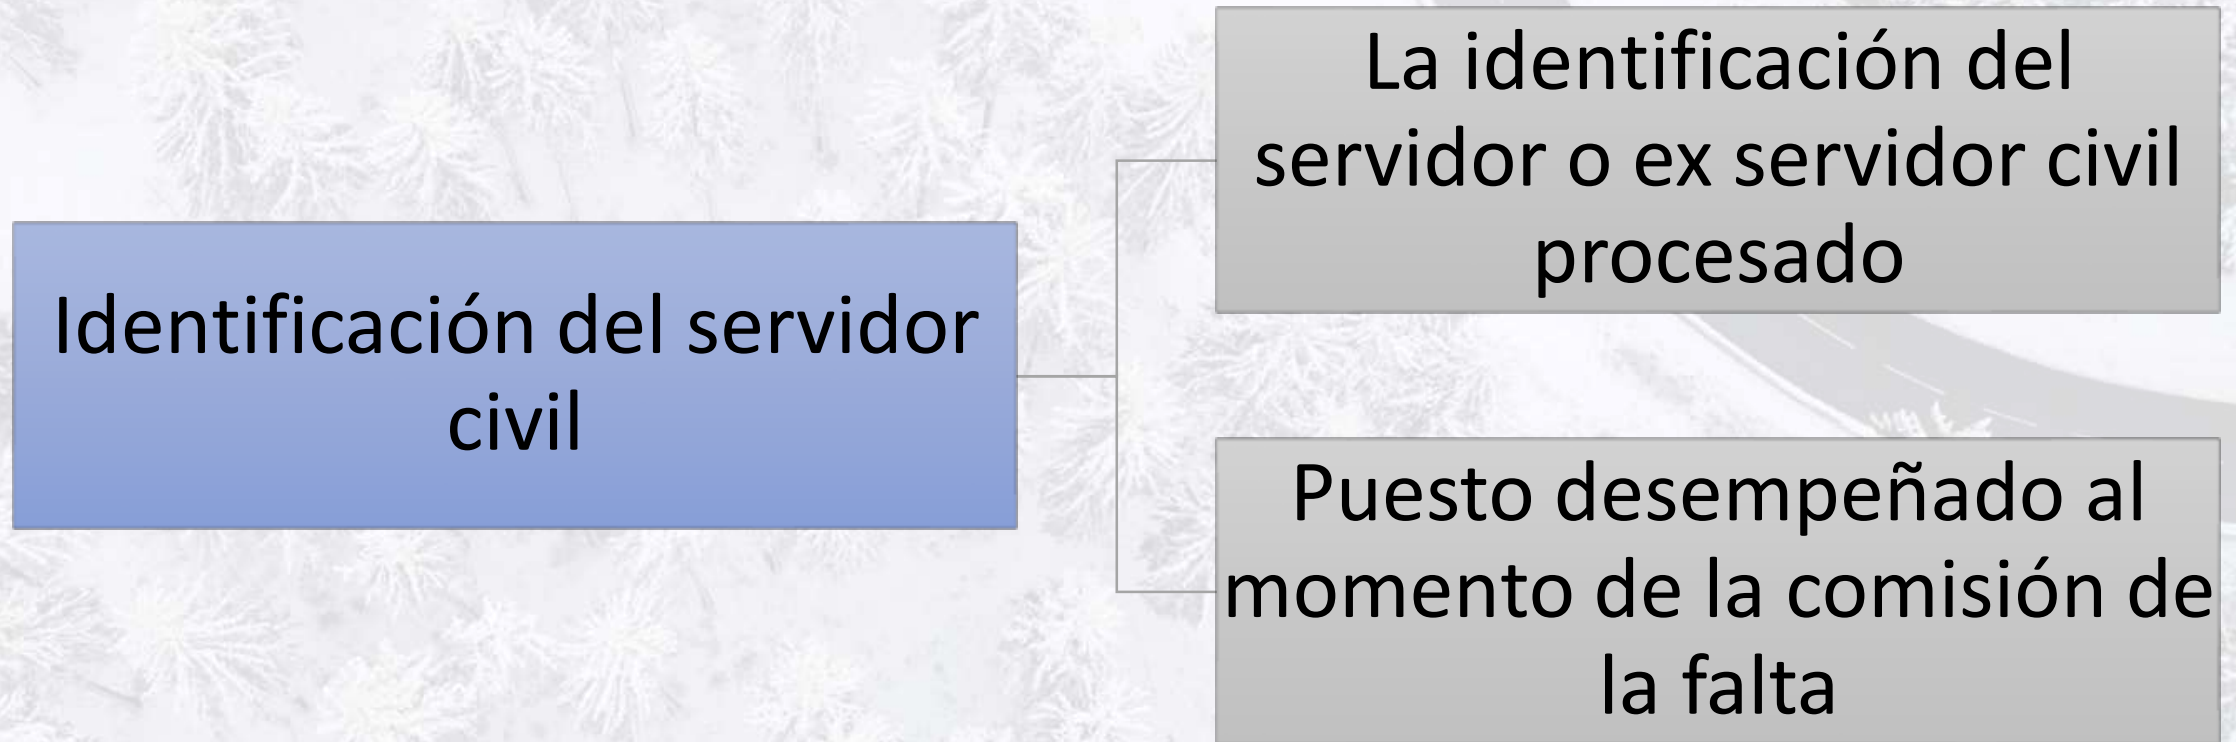 Identificación del servidor
civil
La identificación del
servidor o ex servidor civil
procesado
Puesto desempeñado al
momento de la comisión de
la falta